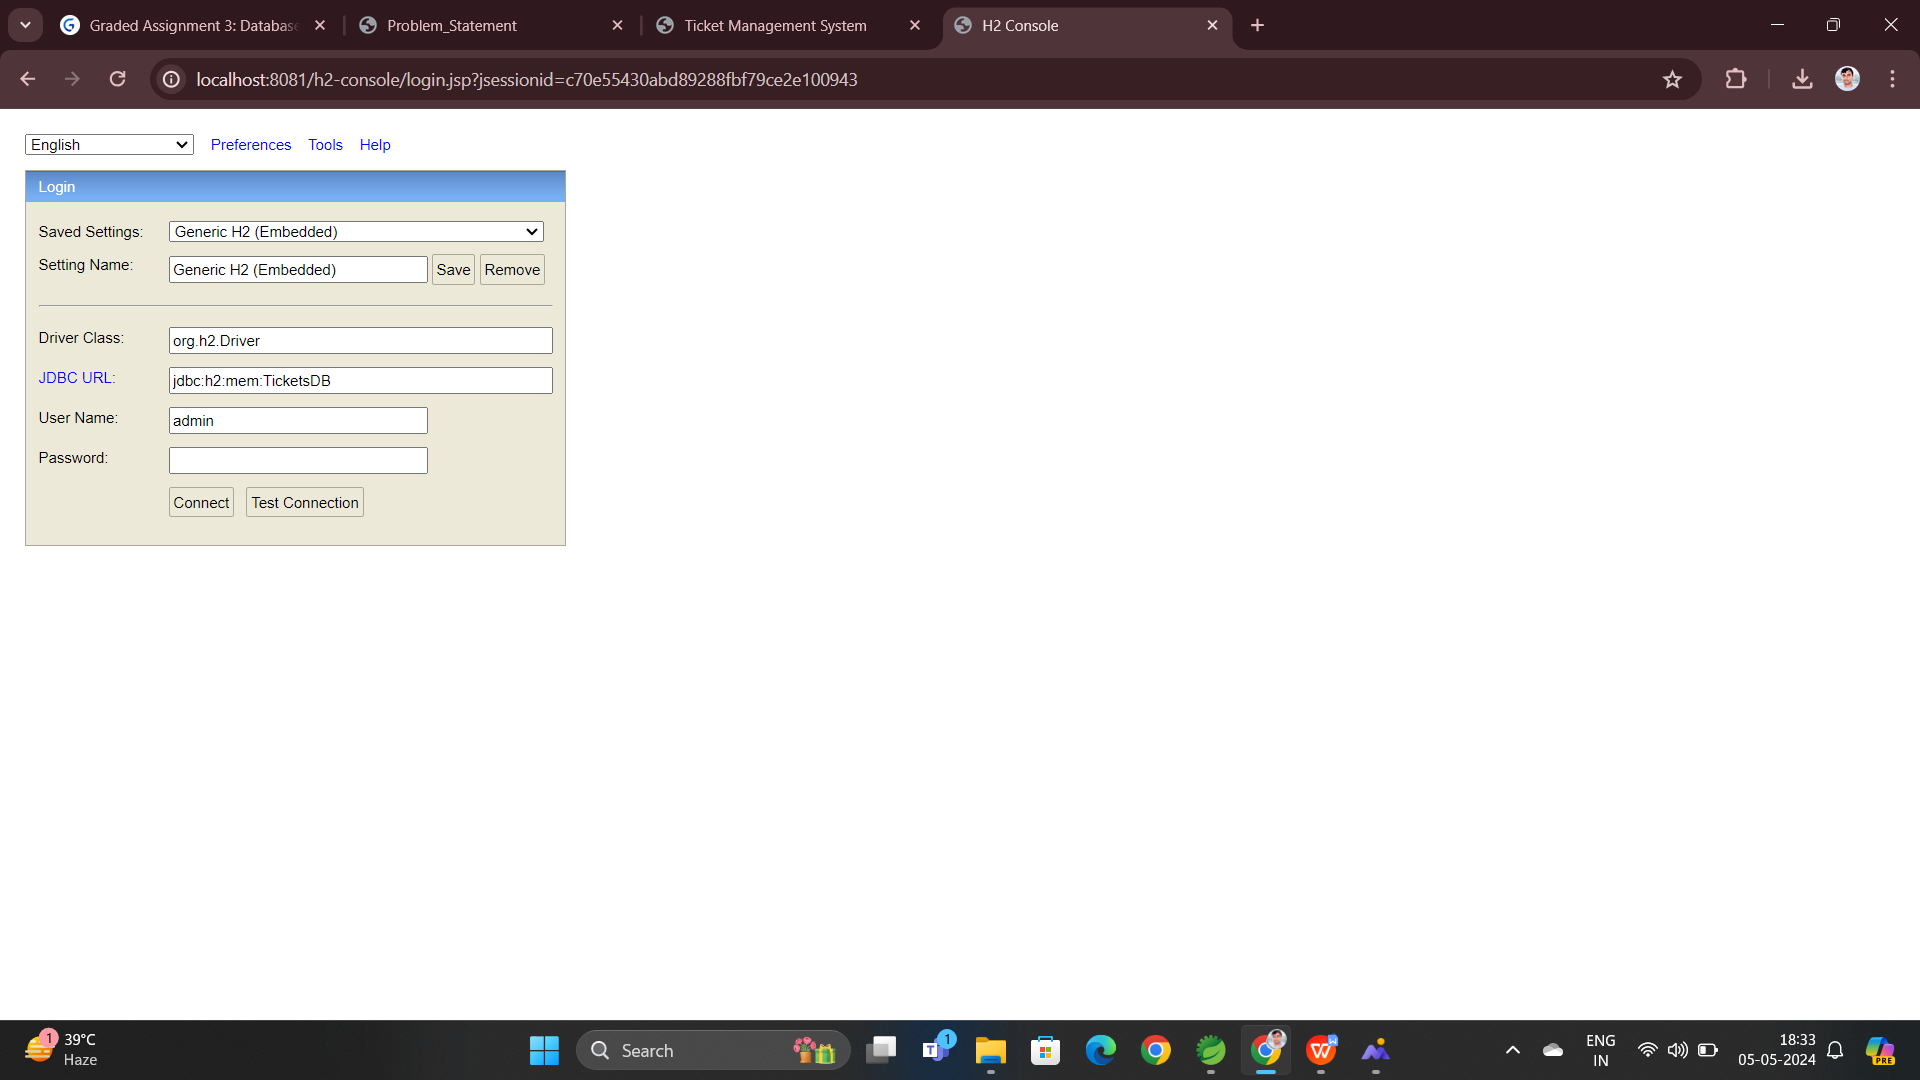 Graded Assignment 3: Databas
Problem_Statement
Ticket Management System
H2 Console
localhost:8081/h2-console/login.jsp?jsessionid=c70e55430abd89288fbf79ce2e100943
English Preferences Tools Help
Login
Saved Settings: Generic H2 (Embedded)
Setting Name: Generic H2 (Embedded) Save Remove
Driver Class: org.h2.Driver
JDBC URL: jdbc:h2:mem:TicketsDB
User Name: admin
Password:
Connect Test Connection
1 39°C
Haze
Search
1
ENG
IN
18:33
05-05-2024
PRE